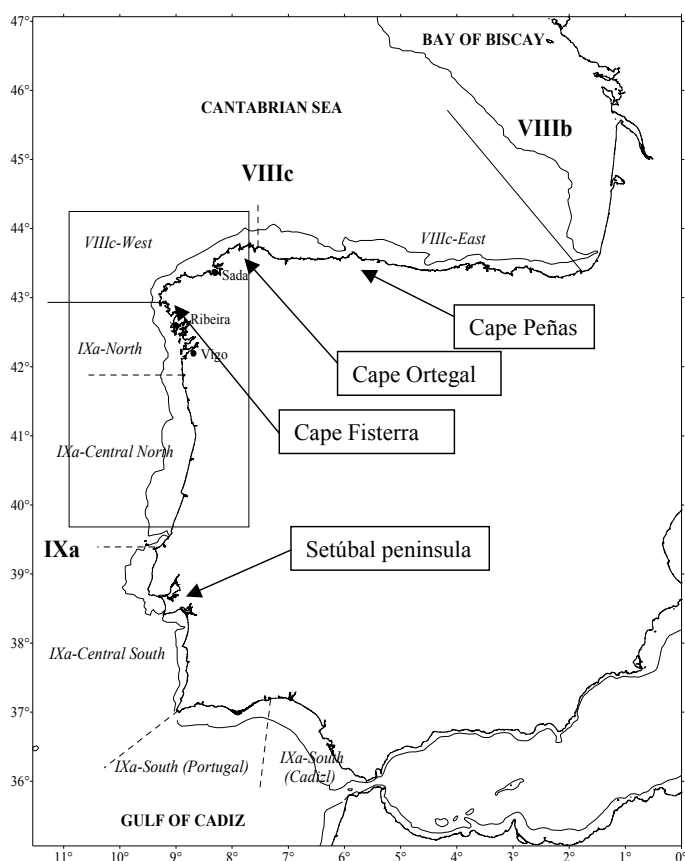 47°
BAY OF BISCAY
46°
CANTABRIAN SEA
VIIIb
45°
VIIIc
44°
VIIIc-West
VIIIc-East
Sada
43°
Ribeira
Cape Peñas
IXa-North
Vigo
Cape Ortegal
42°
Cape Fisterra
41°
IXa-Central North
40°
IXa
Setúbal peninsula
39°
38°
IXa-Central South
37°
IXa-South (Portugal)
IXa-South
(Cadizl)
36°
GULF OF CADIZ
11° 10° 9° 8° 7° 6° 5° 4° 3° 2° 1° 0°